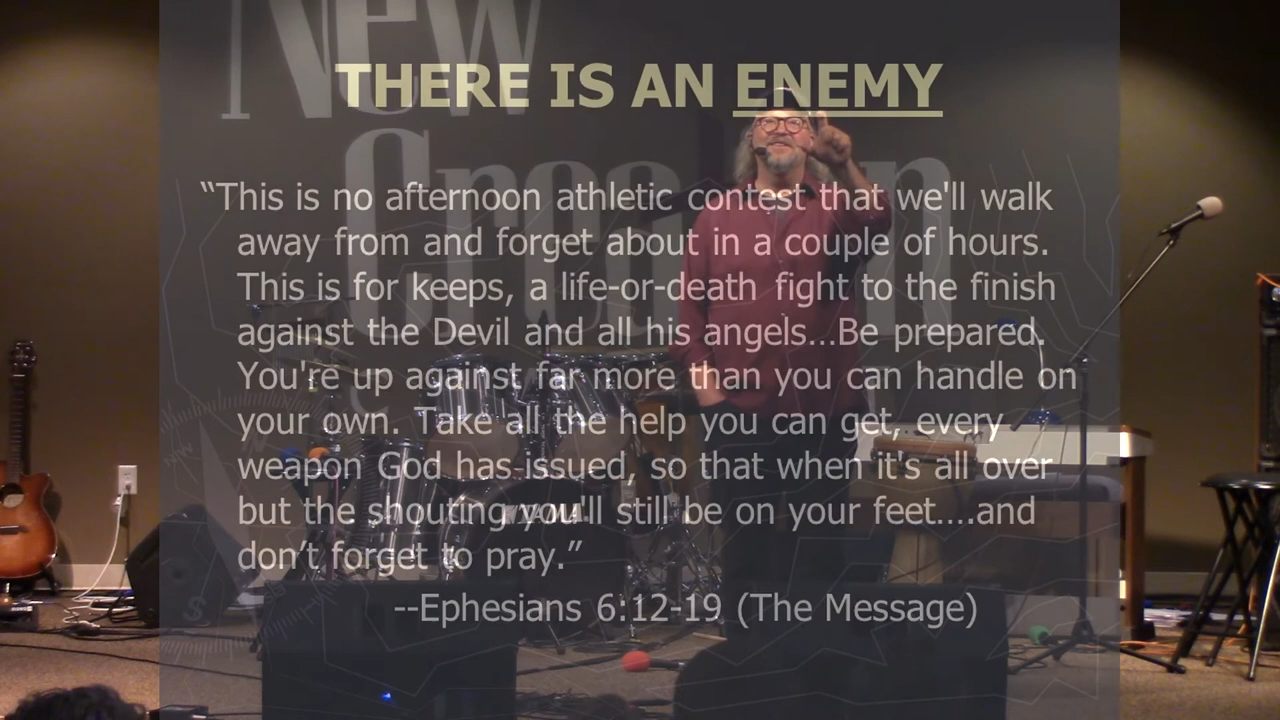 New
THERE IS AN ENEMY
“This is no afternoon athletic contest that we'll walk
away from and forget about in a couple of hours.
This is for keeps, a life-or-death fight to the finish
against the Devil and all his angels…Be prepared.
You're up against far more than you can handle on
your own. Take all the help you can get, every
weapon God has issued, so that when it's all over
but the shouting you'll still be on your feet….and
don’t forget to pray.”
--Ephesians 6:12-19 (The Message)